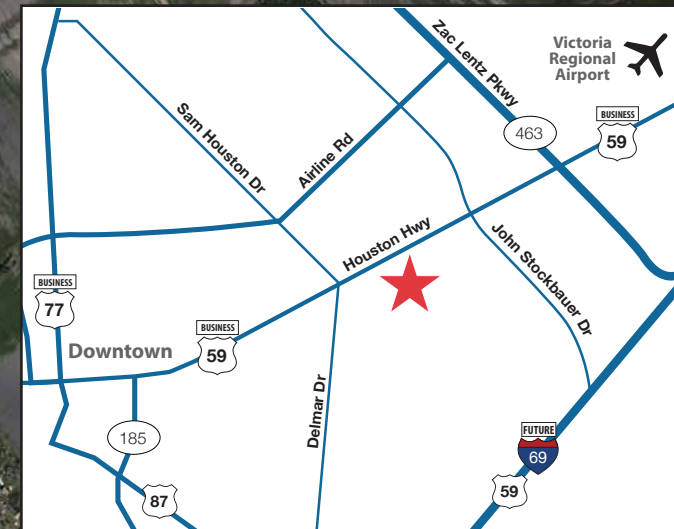 Zac Lentz Pkwy
Victoria
Regional
Airport
BUSINESS
59
463
Sam Houston Dr
Airline Rd
Houston Hwy
John Stockbauer Dr
BUSINESS
77
BUSINESS
59
Downtown
Delmar Dr
185
87
FUTURE
69
59